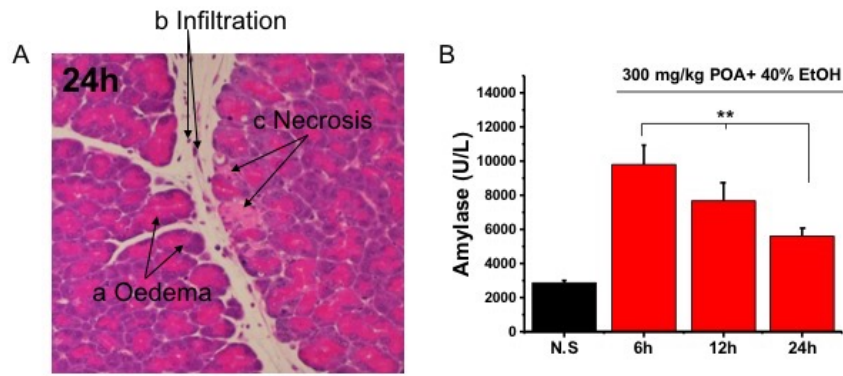 A
b Infiltration
24h
c Necrosis
a Oedema
B
300 mg/kg POA+ 40% EtOH
**
Amylase (U/L)
14000
12000
10000
8000
6000
4000
2000
0
N.S
6h
12h
24h